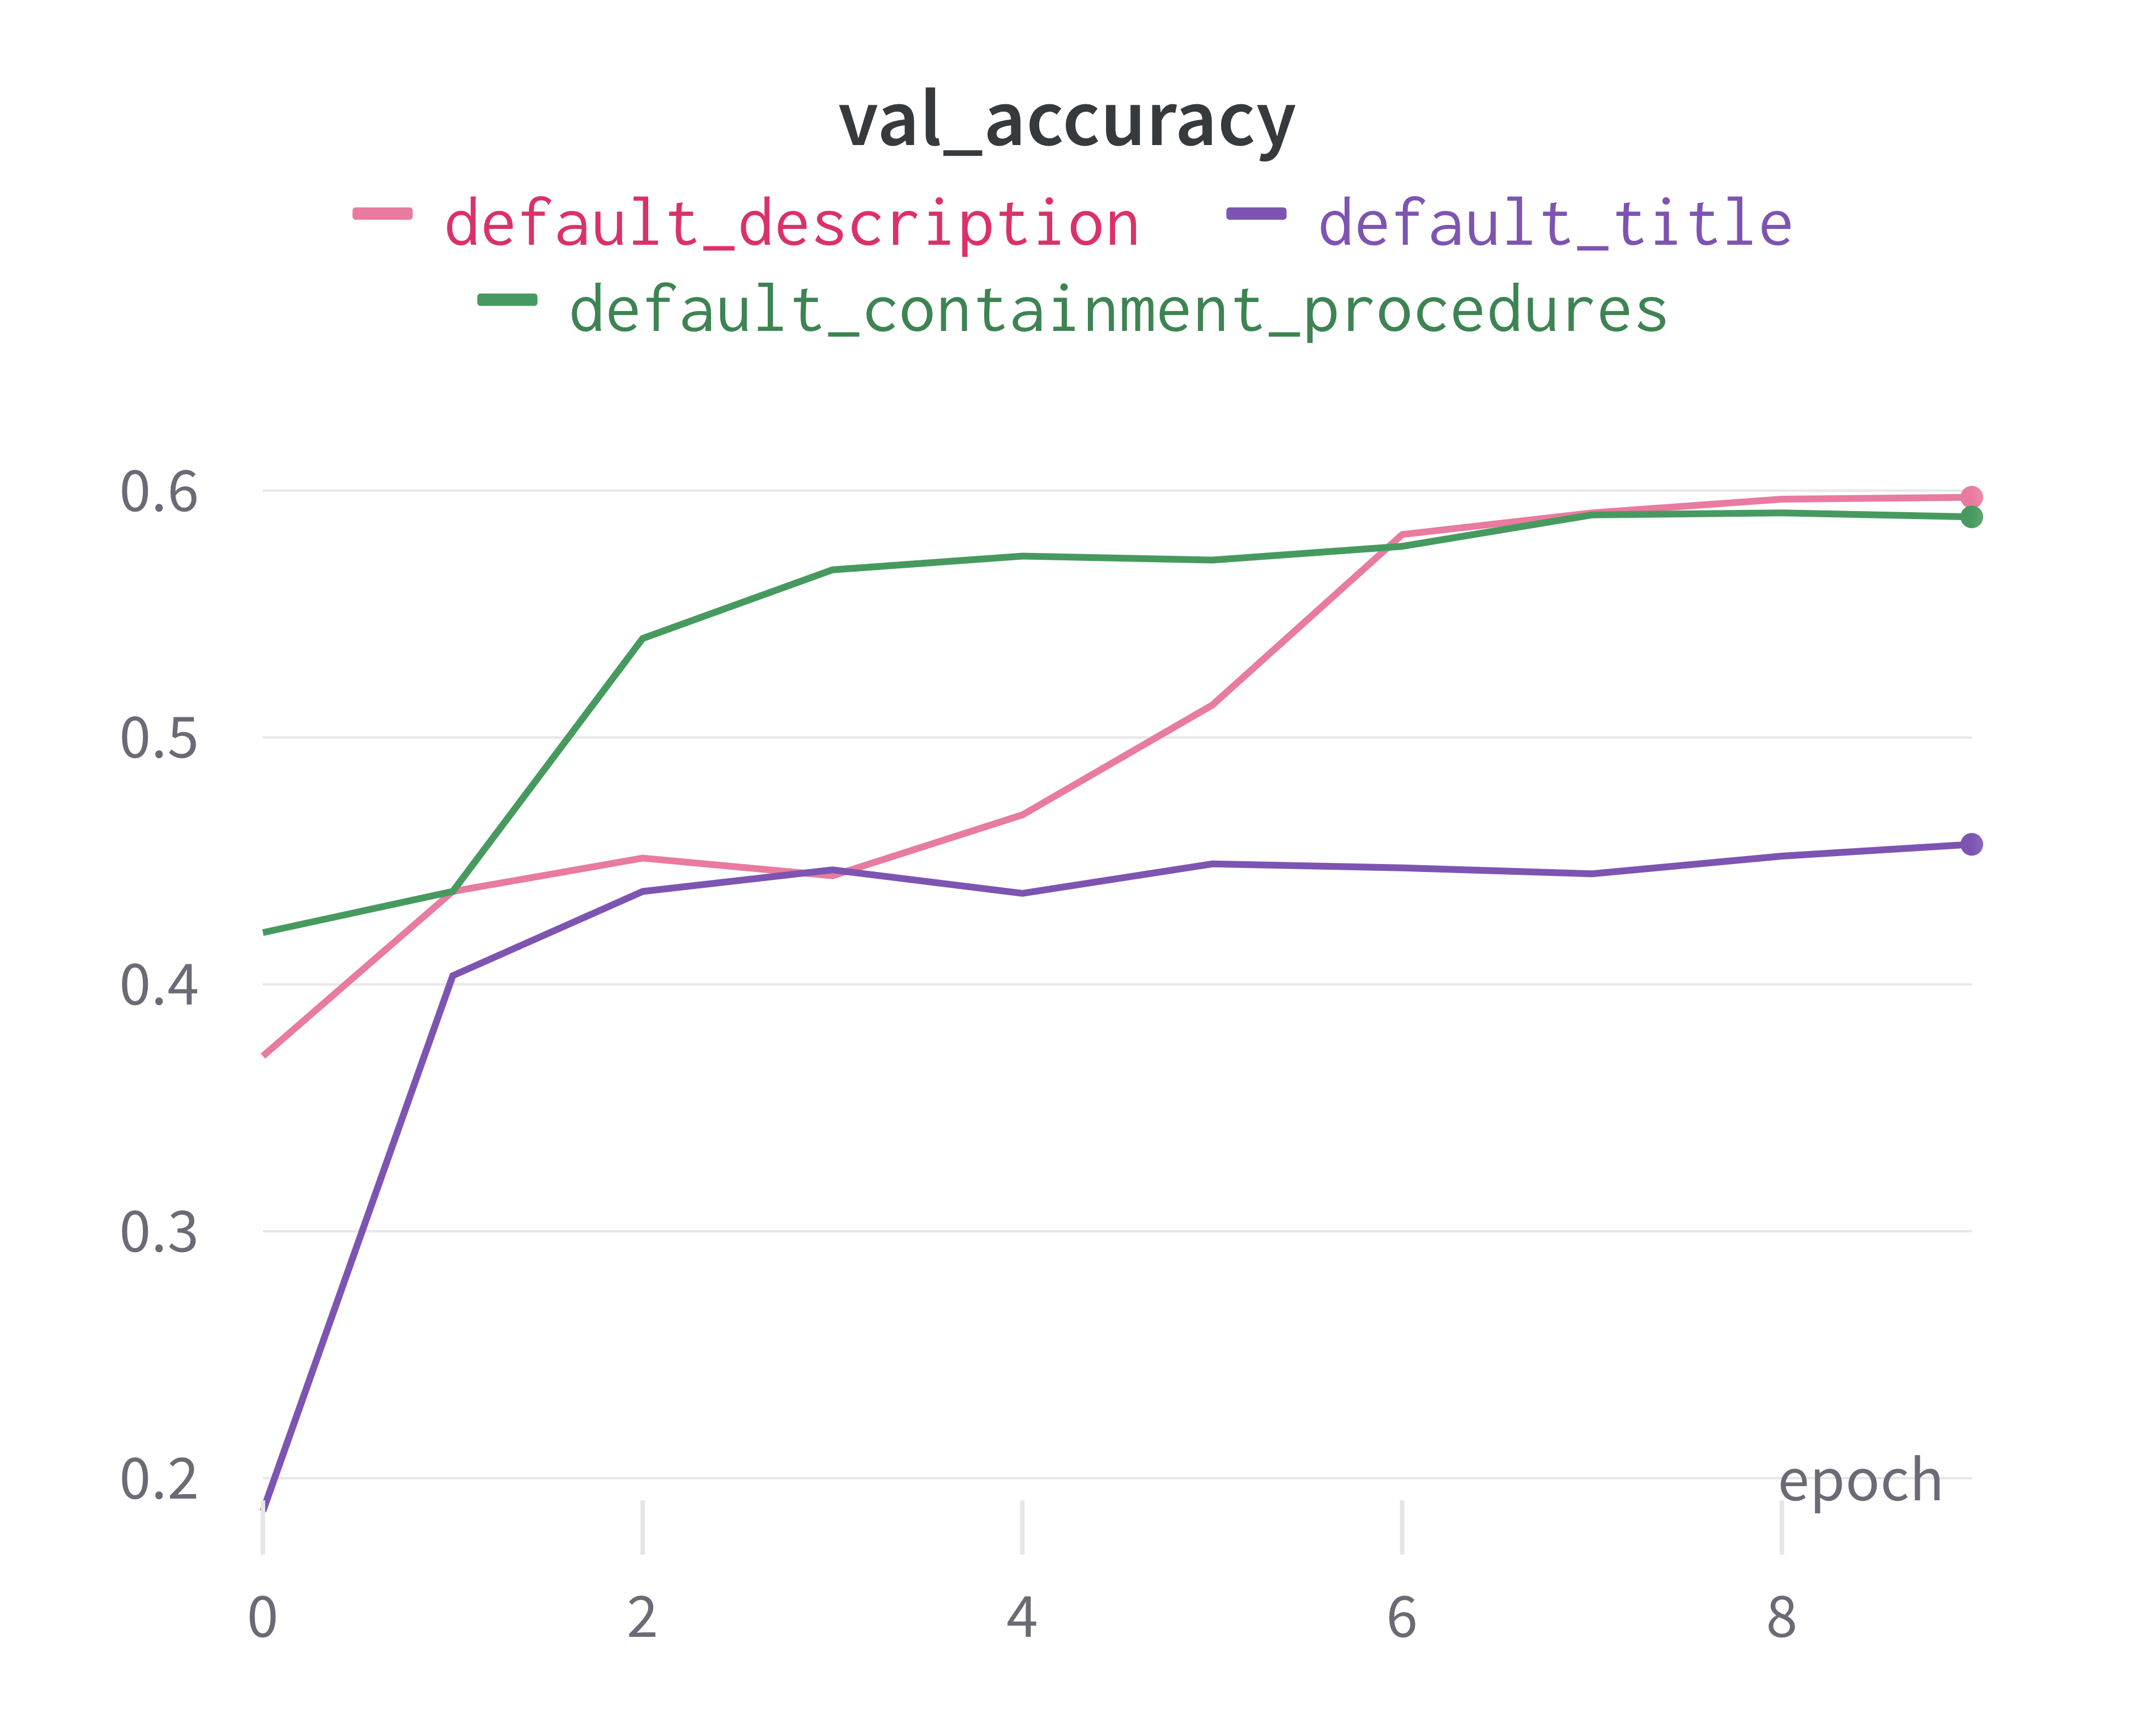 val_accuracy
default_description default_title
default_containment_procedures
0.6
0.5
0.4
0.3
0.2
epoch
0 2 4 6 8